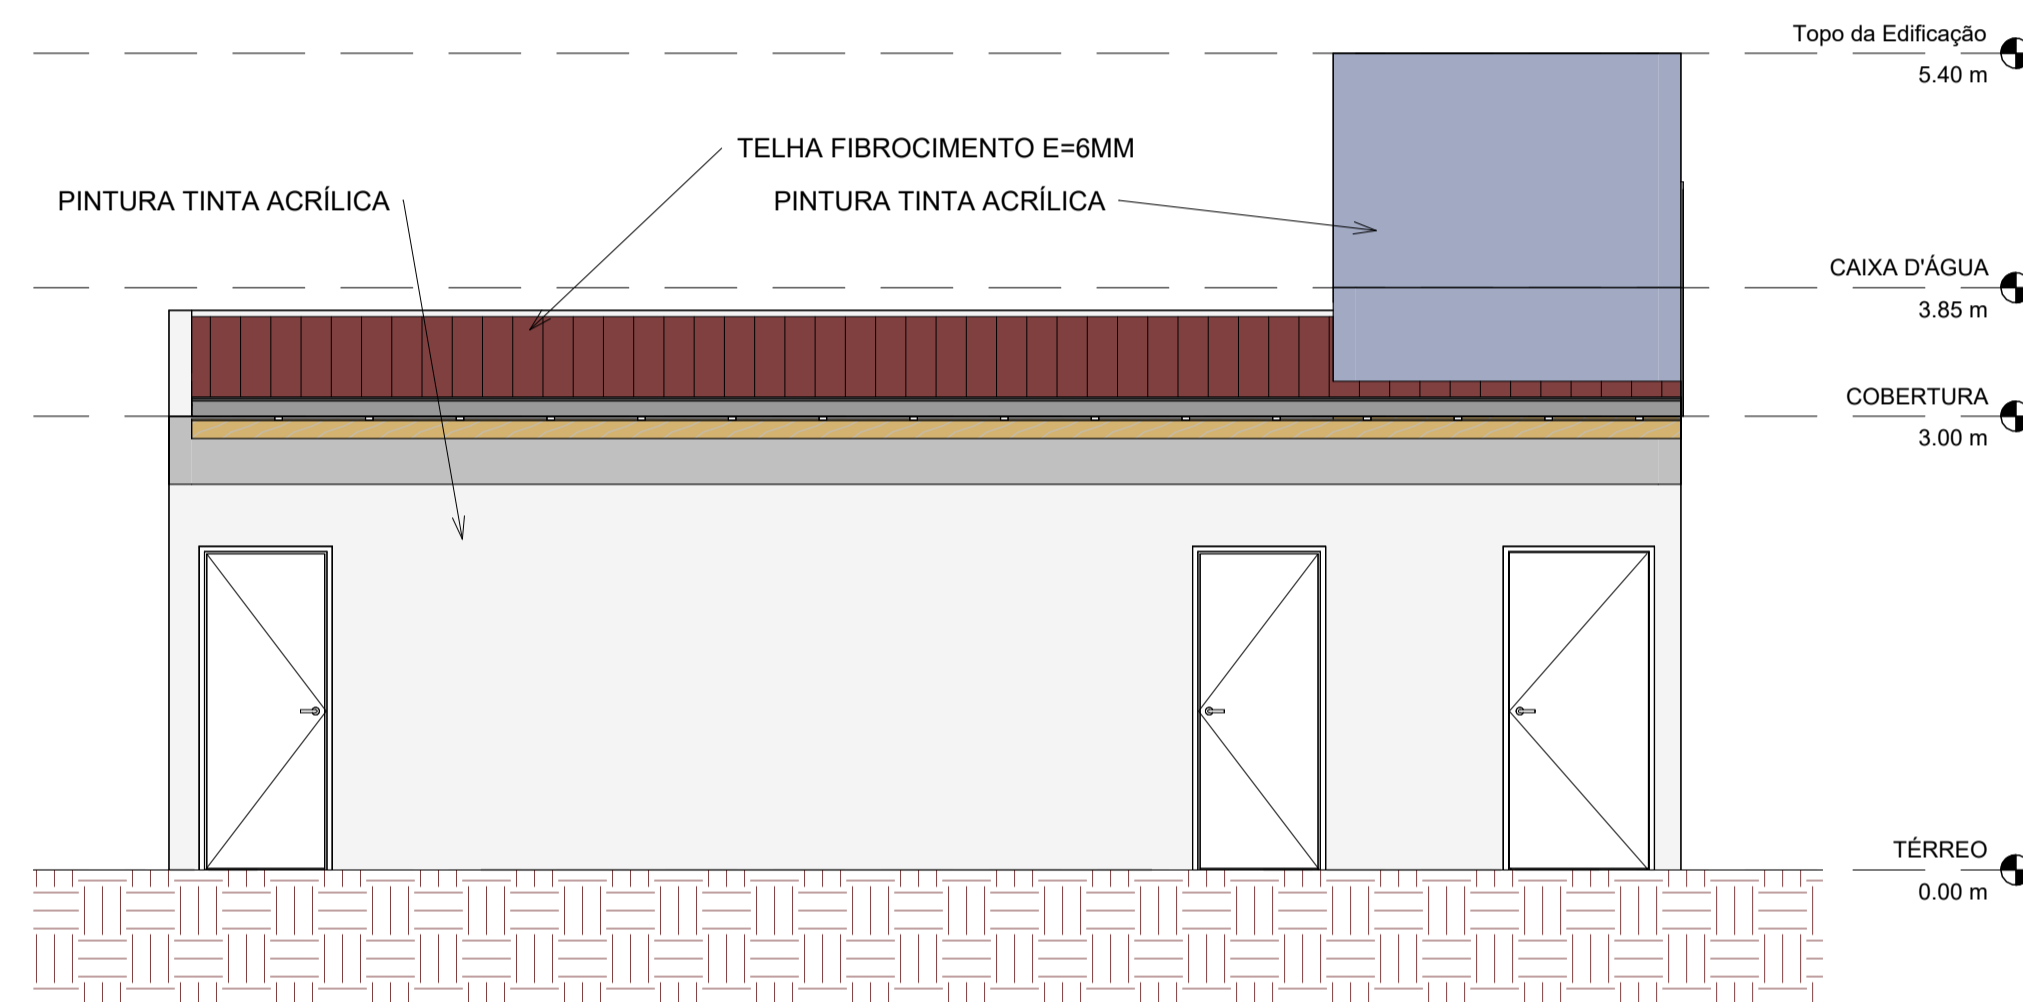 Topo da Edificação
5.40 m
TELHA FIBROCIMENTO E=6MM
PINTURA TINTA ACRÍLICA
PINTURA TINTA ACRÍLICA
CAIXA D'ÁGUA
3.85 m
COBERTURA
3.00 m
TÉRREO
0.00 m